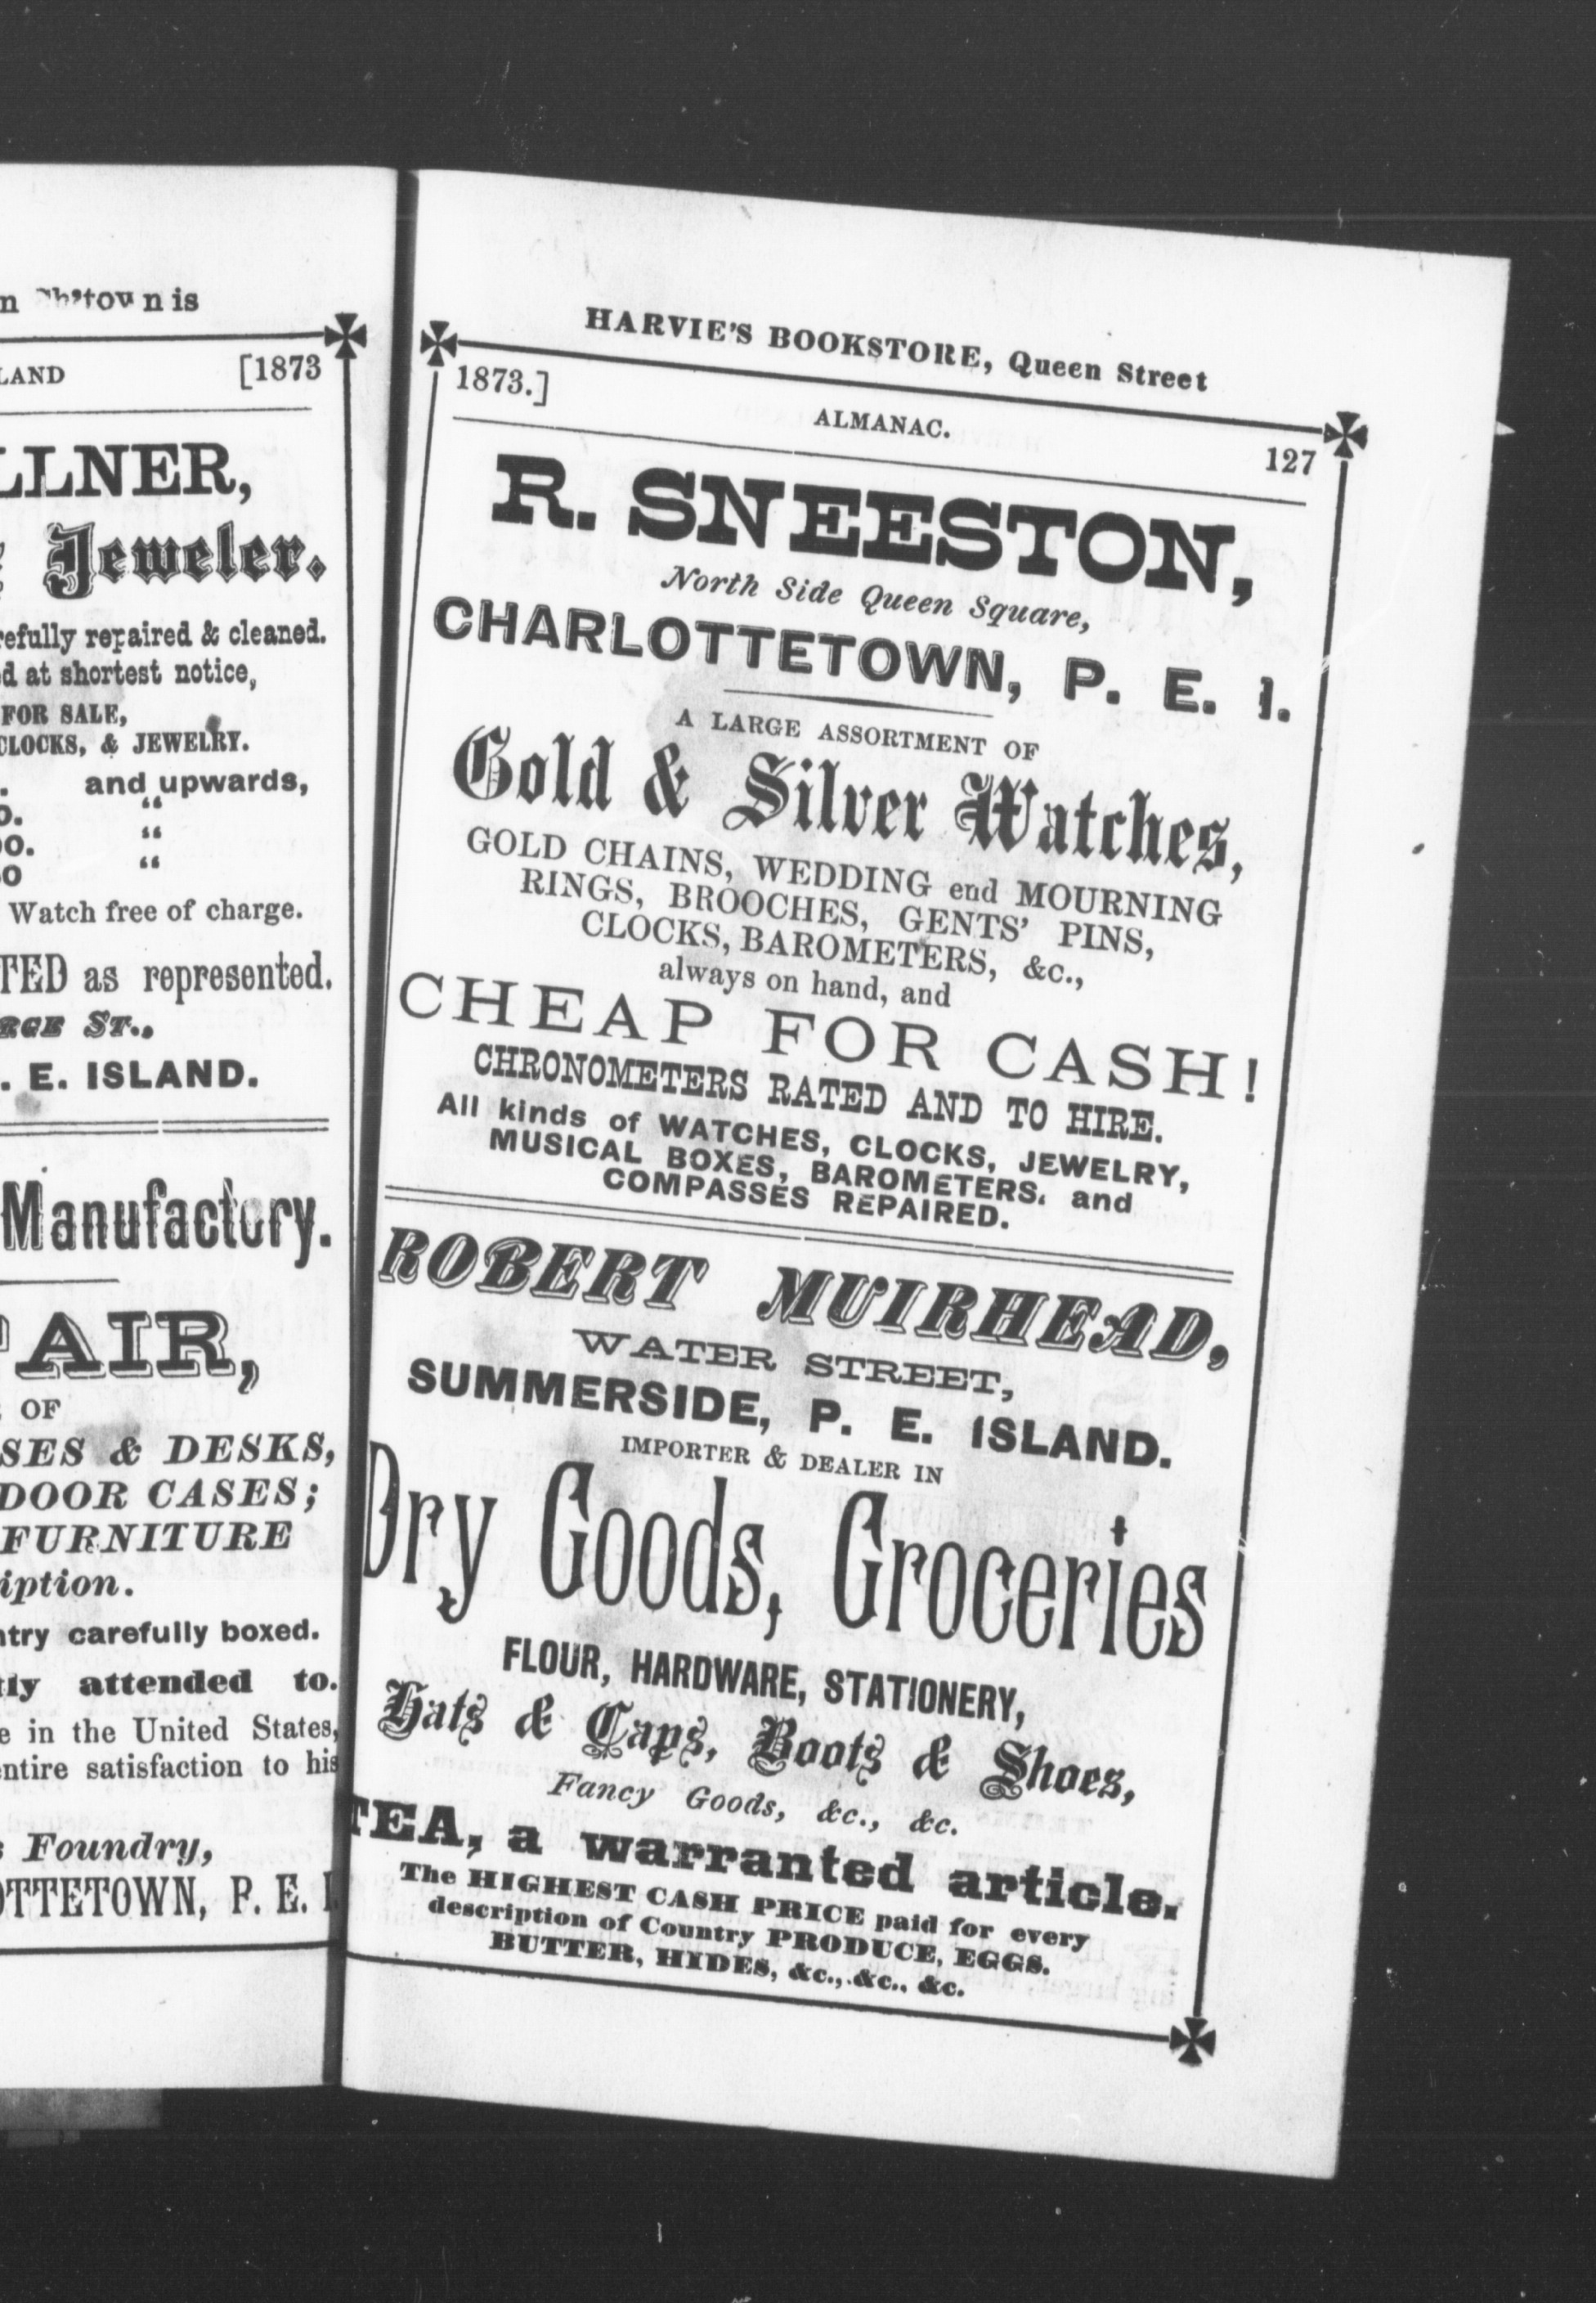 is
LAND [1873
LLNER,
Jeweler.
refully repaired & cleaned.
d at shortest notice,
FOR SALE,
CLOCKS, & JEWELRY.
and upwards,
“
“
“
Watch free of charge.
TED as represented.
RGE ST.,
. E. ISLAND.
Manufactory.
FAIR,
OF
SES & DESKS,
DOOR CASES;
FURNITURE
iption.
ntry carefully boxed.
tly attended to.
e in the United States,
entire satisfaction to his
Foundry,
OTTETOWN, P. E. I.
HARVIE'S BOOKSTORE, Queen Street
1873.] ALMANAC. 127
R. SNEESTON,
North Side Queen Square,
CHARLOTTETOWN, P. E. I.
A LARGE ASSORTMENT OF
Gold & Silver Watches,
GOLD CHAINS, WEDDING end MOURNING
RINGS, BROOCHES, GENTS' PINS,
CLOCKS, BAROMETERS, &c.,
always on hand, and
CHEAP FOR CASH!
CHRONOMETERS RATED AND TO HIRE.
All kinds of WATCHES, CLOCKS, JEWELRY,
MUSICAL BOXES, BAROMETERS, and
COMPASSES REPAIRED.
ROBERT MUIRHEAD,
WATER STREET,
SUMMERSIDE, P. E. ISLAND.
IMPORTER & DEALER IN
Dry Goods, Groceries
FLOUR, HARDWARE, STATIONERY,
Hats & Caps, Boots & Shoes,
Fancy Goods, &c., &c.
TEA, a warranted article.
The HIGHEST CASH PRICE paid for every
description of Country PRODUCE, EGGS.
BUTTER, HIDES, &c., &c., &c.